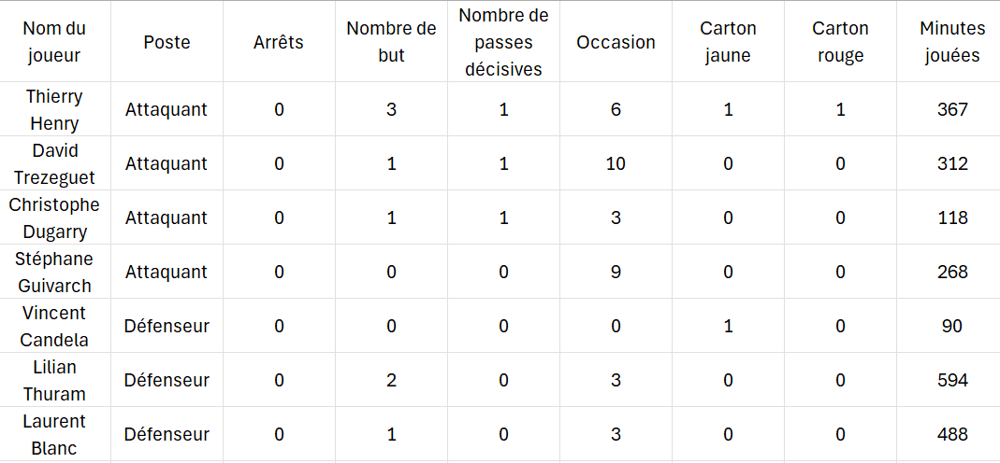 Nom du joueur	Poste	Arrêts	Nombre de but	Nombre de passes décisives	Occasion	Carton jaune	Carton rouge	Minutes jouées
Thierry Henry	Attaquant	0	3	1	6	1	1	367
David Trezeguet	Attaquant	0	1	1	10	0	0	312
Christophe Dugarry	Attaquant	0	1	1	3	0	0	118
Stéphane Guivarch	Attaquant	0	0	0	9	0	0	268
Vincent Candela	Défenseur	0	0	0	0	1	0	90
Lilian Thuram	Défenseur	0	2	0	3	0	0	594
Laurent Blanc	Défenseur	0	1	0	3	0	0	488